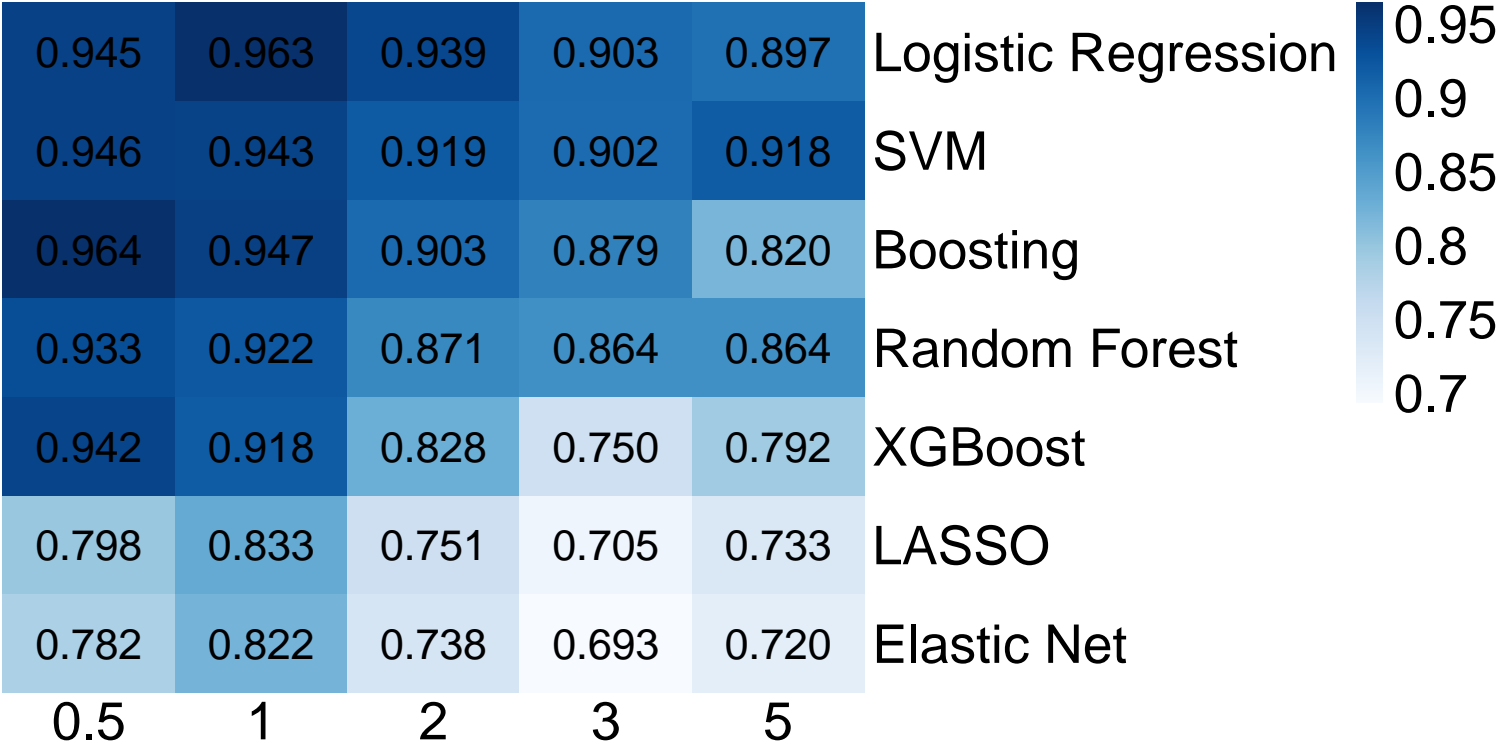 0.945 0.963 0.939 0.903 0.897 Logistic Regression
0.946 0.943 0.919 0.902 0.918 SVM
0.964 0.947 0.903 0.879 0.820 Boosting
0.933 0.922 0.871 0.864 0.864 Random Forest
0.942 0.918 0.828 0.750 0.792 XGBoost
0.798 0.833 0.751 0.705 0.733 LASSO
0.782 0.822 0.738 0.693 0.720 Elastic Net
0.5 1 2 3 5
0.95
0.9
0.85
0.8
0.75
0.7